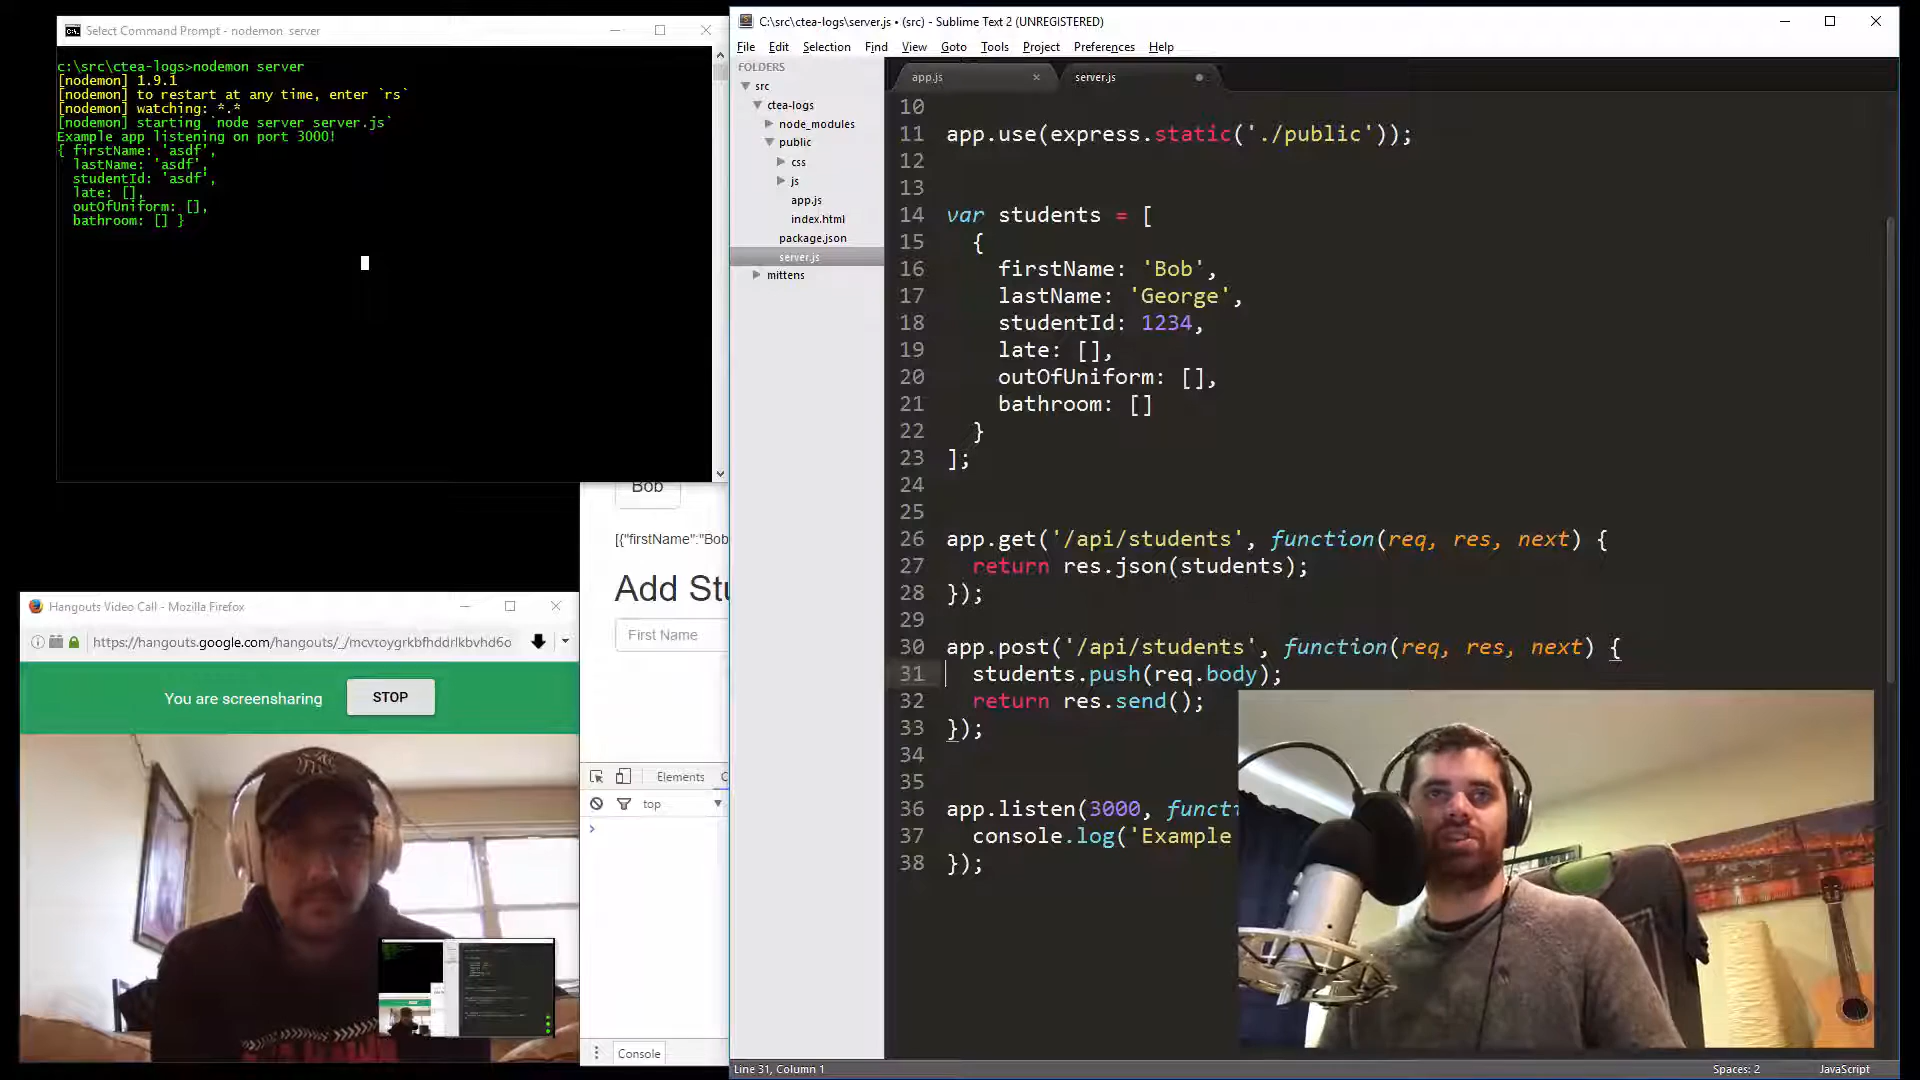 Select Command Prompt - nodemon server
c:\src\ctea-logs>nodemon server
[nodemon] 1.9.1
[nodemon] to restart at any time, enter `rs`
[nodemon] watching: *.*
[nodemon] starting `node server server.js`
Example app listening on port 3000!
{ firstName: 'asdf',
lastName: 'asdf',
studentId: 'asdf',
late: [],
outOfUniform: [],
bathroom: [] }
Bob
[{"firstName":"Bob
Add Stu
First Name
Elements
top
Console
Hangouts Video Call - Mozilla Firefox
https://hangouts.google.com/hangouts/_/mcvtoygrkbfhddrlkbvhd6o
You are screensharing
STOP
C:\src\ctea-logs\server.js • (src) - Sublime Text 2 (UNREGISTERED)
File Edit Selection Find View Goto Tools Project Preferences Help
FOLDERS
src
ctea-logs
node_modules
public
css
js
app.js
index.html
package.json
server.js
mittens
app.js
server.js
10
11 app.use(express.static('./public'));
12
13
14 var students = [
15 {
16 firstName: 'Bob',
17 lastName: 'George',
18 studentId: 1234,
19 late: [],
20 outOfUniform: [],
21 bathroom: []
22 }
23 ];
24
25
26 app.get('/api/students', function(req, res, next) {
27 return res.json(students);
28 });
29
30 app.post('/api/students', function(req, res, next) {
31 students.push(req.body);
32 return res.send();
33 });
34
35
36 app.listen(3000, functi
37 console.log('Example
38 });
Line 31, Column 1
Spaces: 2
JavaScript